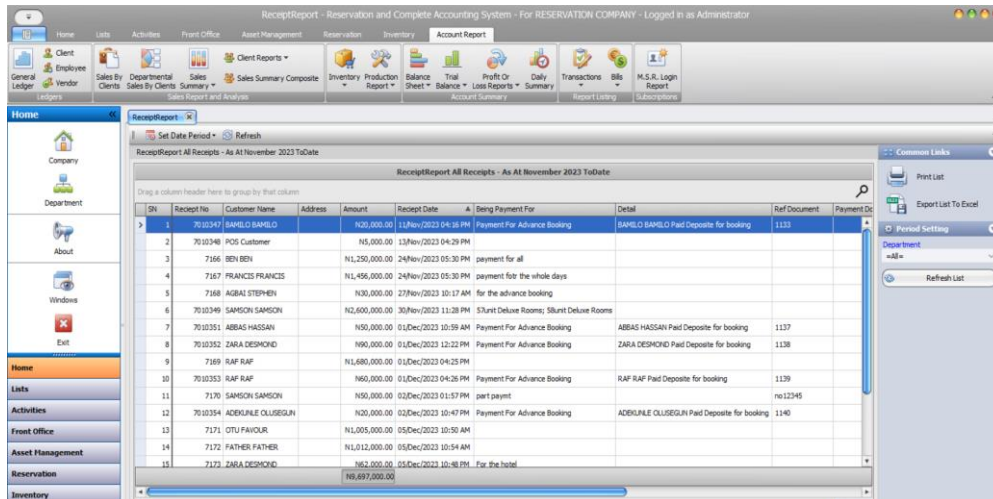 ReceiptReport - Reservation and Complete Accounting System - For RESERVATION COMPANY - Logged in as Administrator
Home Lists Activities Front Office Asset Management Reservation Inventory Account Report
General Ledger Client Employee Vendor
Sales By Clients Departmental Sales By Clients Sales Summary Client Reports Sales Summary Composite
Inventory Production Report
Balance Sheet Trial Balance Profit Or Loss Reports Daily Summary
Transactions Bills M.S.R. Login Report
Ledgers Sales Report and Analysis Account Summary Report Listing Subscriptions
Home
Company
Department
About
Windows
Exit
Home
Lists
Activities
Front Office
Asset Management
Reservation
Inventory
ReceiptReport
Set Date Period Refresh
ReceiptReport All Receipts - As At November 2023 ToDate
ReceiptReport All Receipts - As At November 2023 ToDate
Drag a column header here to group by that column
SN Reciept No Customer Name Address Amount Reciept Date Being Payment For Detail Ref Document Payment Do
1 7010347 BAMILO BAMILO N20,000.00 11/Nov/2023 04:16 PM Payment For Advance Booking BAMILO BAMILO Paid Deposite for booking 1133
2 7010348 POS Customer N5,000.00 13/Nov/2023 04:29 PM
3 7166 BEN BEN N1,250,000.00 24/Nov/2023 05:30 PM payment for all
4 7167 FRANCIS FRANCIS N1,456,000.00 24/Nov/2023 05:30 PM payment fotr the whole days
5 7168 AGBAI STEPHEN N30,000.00 27/Nov/2023 10:17 AM for the advance booking
6 7010349 SAMSON SAMSON N2,600,000.00 30/Nov/2023 11:28 PM 57unit Deluxe Rooms; 58unit Deluxe Rooms
7 7010351 ABBAS HASSAN N50,000.00 01/Dec/2023 10:59 AM Payment For Advance Booking ABBAS HASSAN Paid Deposite for booking 1137
8 7010352 ZARA DESMOND N90,000.00 01/Dec/2023 12:22 PM Payment For Advance Booking ZARA DESMOND Paid Deposite for booking 1138
9 7169 RAF RAF N1,680,000.00 01/Dec/2023 04:25 PM
10 7010353 RAF RAF N60,000.00 01/Dec/2023 04:26 PM Payment For Advance Booking RAF RAF Paid Deposite for booking 1139
11 7170 SAMSON SAMSON N50,000.00 02/Dec/2023 01:57 PM part paymt no12345
12 7010354 ADEKUNLE OLUSEGUN N20,000.00 02/Dec/2023 10:47 PM Payment For Advance Booking ADEKUNLE OLUSEGUN Paid Deposite for booking 1140
13 7171 OTU FAVOUR N1,005,000.00 05/Dec/2023 10:50 AM
14 7172 FATHER FATHER N1,012,000.00 05/Dec/2023 10:54 AM
15 7173 ZARA DESMOND N62,000.00 05/Dec/2023 10:48 PM For the hotel
N9,697,000.00
Common Links
Print List
Export List To Excel
Period Setting
Department
=All=
Refresh List